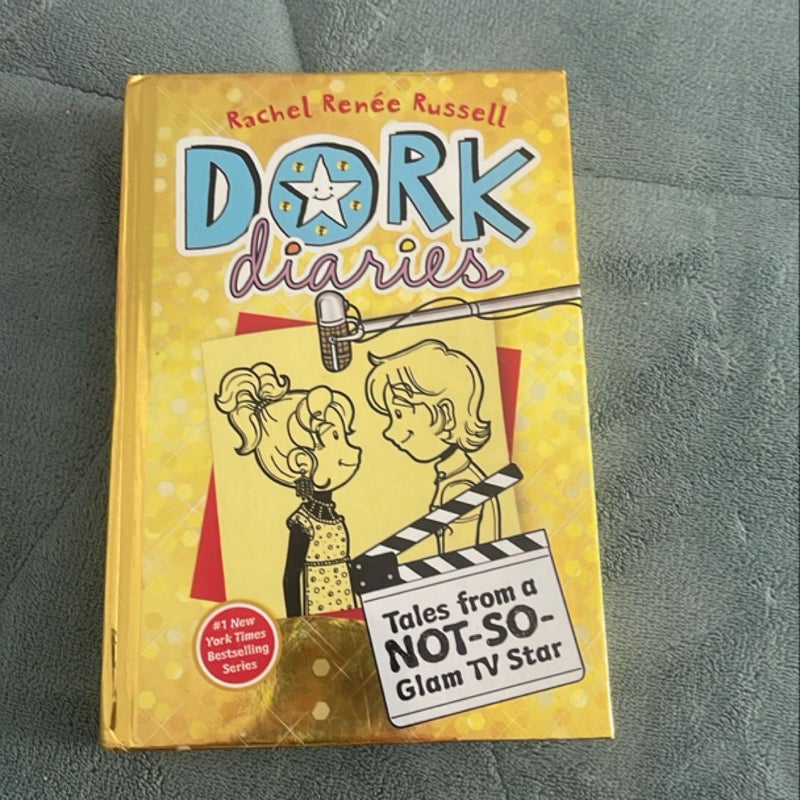 Rachel Renée Russell
DORK
diaries®
#1 New
York Times
Bestselling
Series
Tales from a
NOT-SO-
Glam TV Star